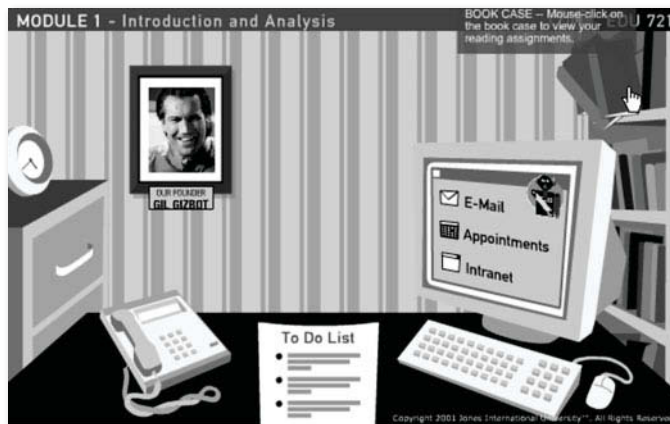 MODULE 1 - Introduction and Analysis
BOOK CASE -- Mouse-click on
the book case to view your
reading assignments.
EDU 721
OUR FOUNDER
GIL GIZBOT
E-Mail
Appointments
Intranet
To Do List
Copyright 2001 Jones International University™. All Rights Reserved